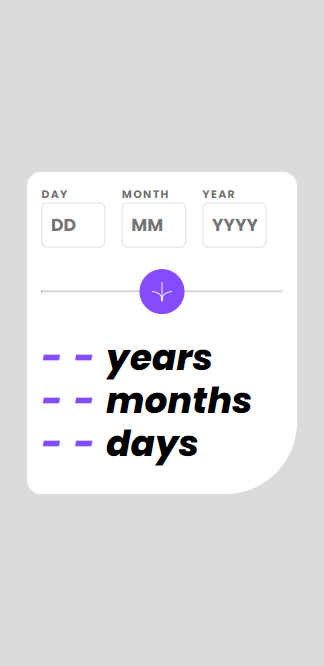 DAY MONTH YEAR
DD MM YYYY
- - years
- - months
- - days